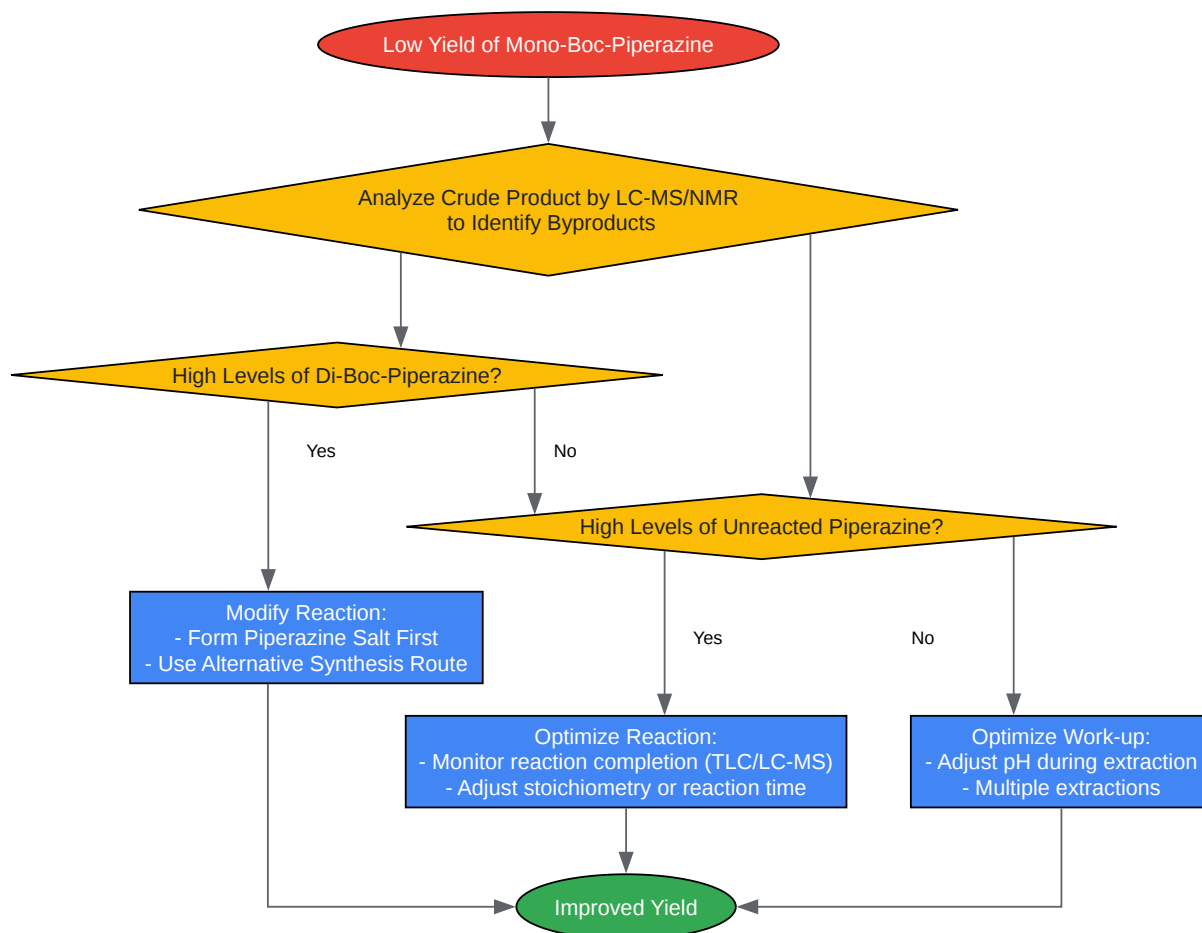 Low Yield of Mono-Boc-Piperazine
Analyze Crude Product by LC-MS/NMR
to Identify Byproducts
High Levels of Di-Boc-Piperazine?
Yes
No
High Levels of Unreacted Piperazine?
Modify Reaction:
- Form Piperazine Salt First
- Use Alternative Synthesis Route
Yes
No
Optimize Reaction:
- Monitor reaction completion (TLC/LC-MS)
- Adjust stoichiometry or reaction time
Optimize Work-up:
- Adjust pH during extraction
- Multiple extractions
Improved Yield